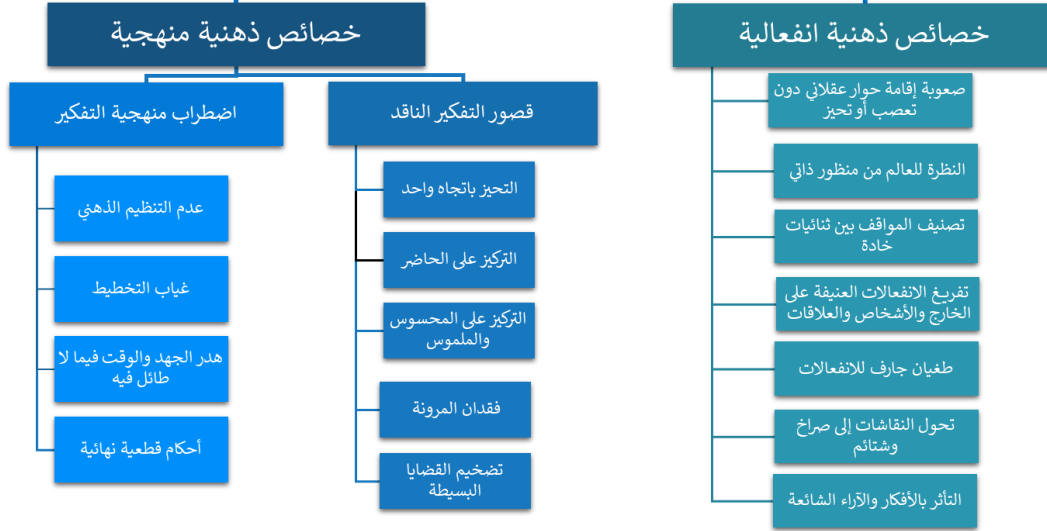 خصائص ذهنية انفعالية
صعوبة إقامة حوار عقلاني دون
تعصب أو تحيز
النظرة للعالم من منظور ذاتي
تصنيف المواقف بين ثنائيات
خادة
تفريغ الانفعالات العنيفة على
الخارج والأشخاص والعلاقات
طغيان جارف للانفعالات
تحول النقاشات إلى صراخ
وشتائم
التأثر بالأفكار والآراء الشائعة
خصائص ذهنية منهجية
قصور التفكير الناقد
التحيز باتجاه واحد
التركيز على الحاضر
التركيز على المحسوس
والملموس
فقدان المرونة
تضخيم القضايا
البسيطة
اضطراب منهجية التفكير
عدم التنظيم الذهني
غياب التخطيط
هدر الجهد والوقت فيما لا
طائل فيه
أحكام قطعية نهائية